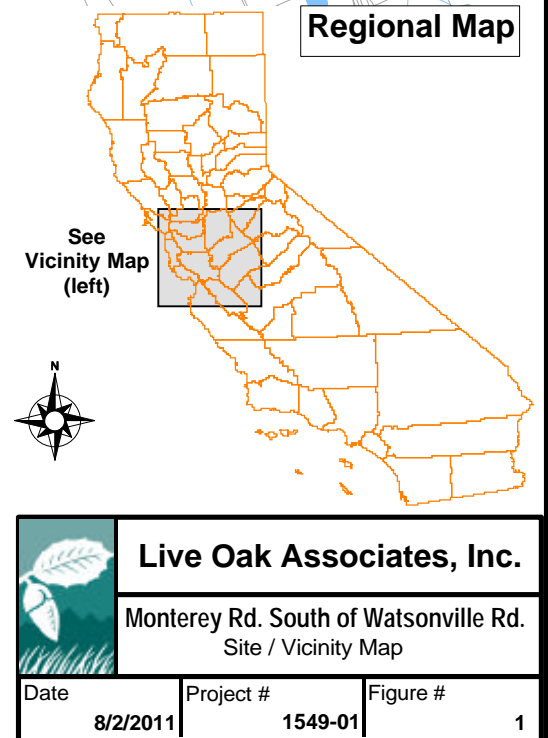 Regional Map
See
Vicinity Map
(left)
N
Live Oak Associates, Inc.
Monterey Rd. South of Watsonville Rd.
Site / Vicinity Map
Date Project # Figure #
8/2/2011 1549-01 1